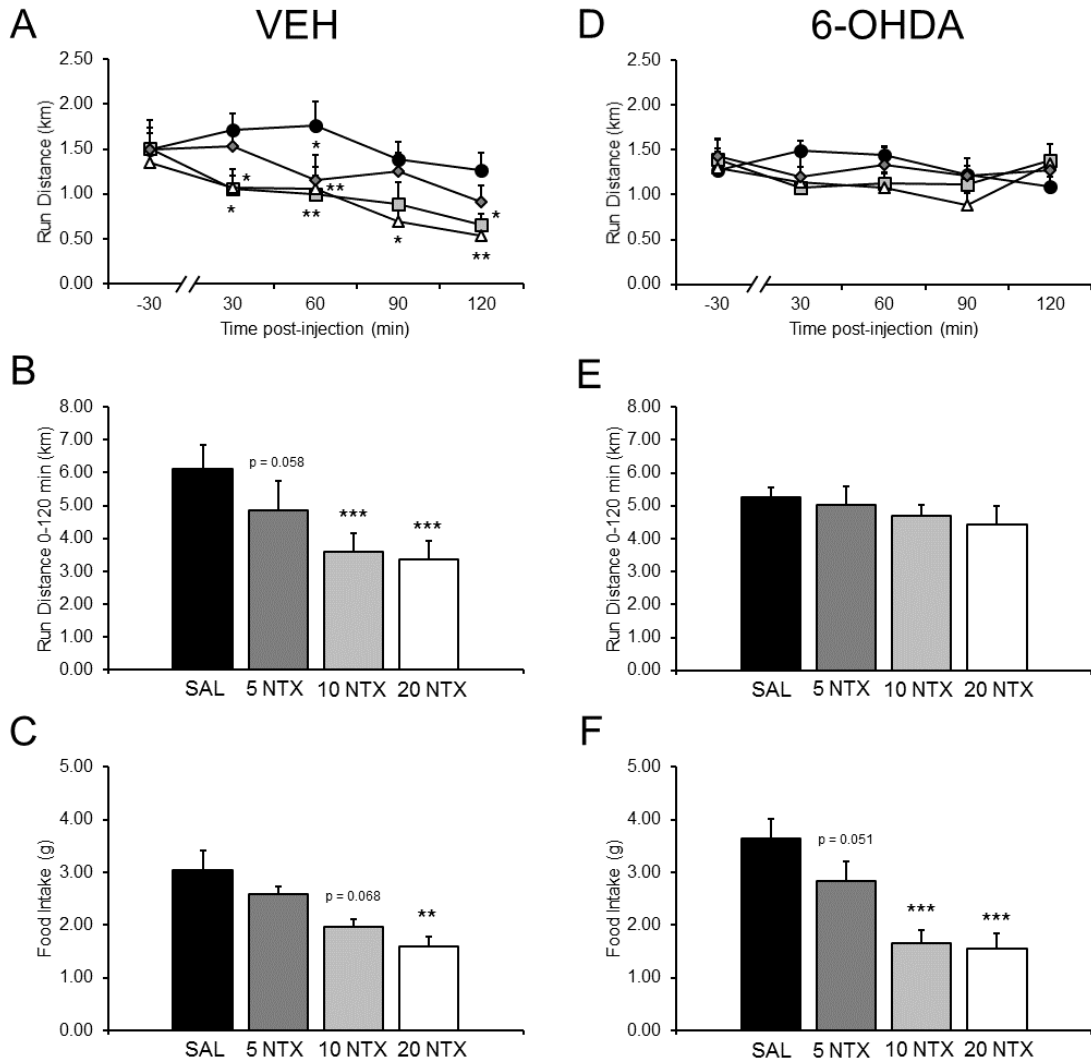 A VEH
2.50
2.00
1.50
1.00
0.50
0.00
Run Distance (km)
*
*
*
**
**
*
*
**
-30 // 30 60 90 120
Time post-injection (min)
D 6-OHDA
2.50
2.00
1.50
1.00
0.50
0.00
Run Distance (km)
-30 // 30 60 90 120
Time post-injection (min)
B
8.00
7.00
6.00
5.00
4.00
3.00
2.00
1.00
0.00
Run Distance 0-120 min (km)
p = 0.058
*** ***
SAL 5 NTX 10 NTX 20 NTX
E
8.00
7.00
6.00
5.00
4.00
3.00
2.00
1.00
0.00
Run Distance 0-120 min (km)
SAL 5 NTX 10 NTX 20 NTX
C
5.00
4.00
3.00
2.00
1.00
0.00
Food Intake (g)
p = 0.068
**
SAL 5 NTX 10 NTX 20 NTX
F
5.00
4.00
3.00
2.00
1.00
0.00
Food Intake (g)
p = 0.051
*** ***
SAL 5 NTX 10 NTX 20 NTX